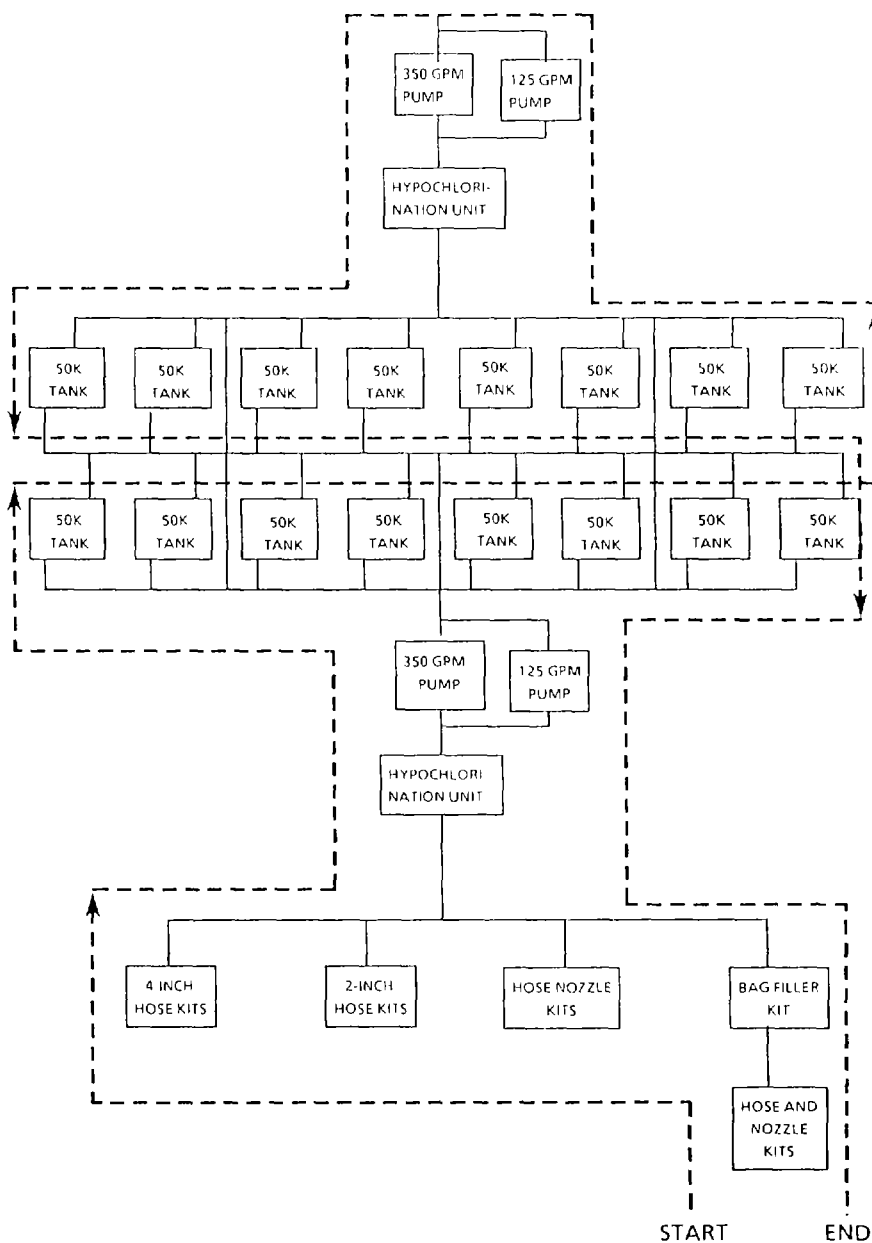 350 GPM
PUMP
125 GPM
PUMP
HYPOCHLORI-
NATION UNIT
50K
TANK
50K
TANK
50K
TANK
50K
TANK
50K
TANK
50K
TANK
50K
TANK
50K
TANK
50K
TANK
50K
TANK
50K
TANK
50K
TANK
50K
TANK
50K
TANK
50K
TANK
50K
TANK
350 GPM
PUMP
125 GPM
PUMP
HYPOCHLORI
NATION UNIT
4 INCH
HOSE KITS
2-INCH
HOSE KITS
HOSE NOZZLE
KITS
BAG FILLER
KIT
HOSE AND
NOZZLE
KITS
START
END